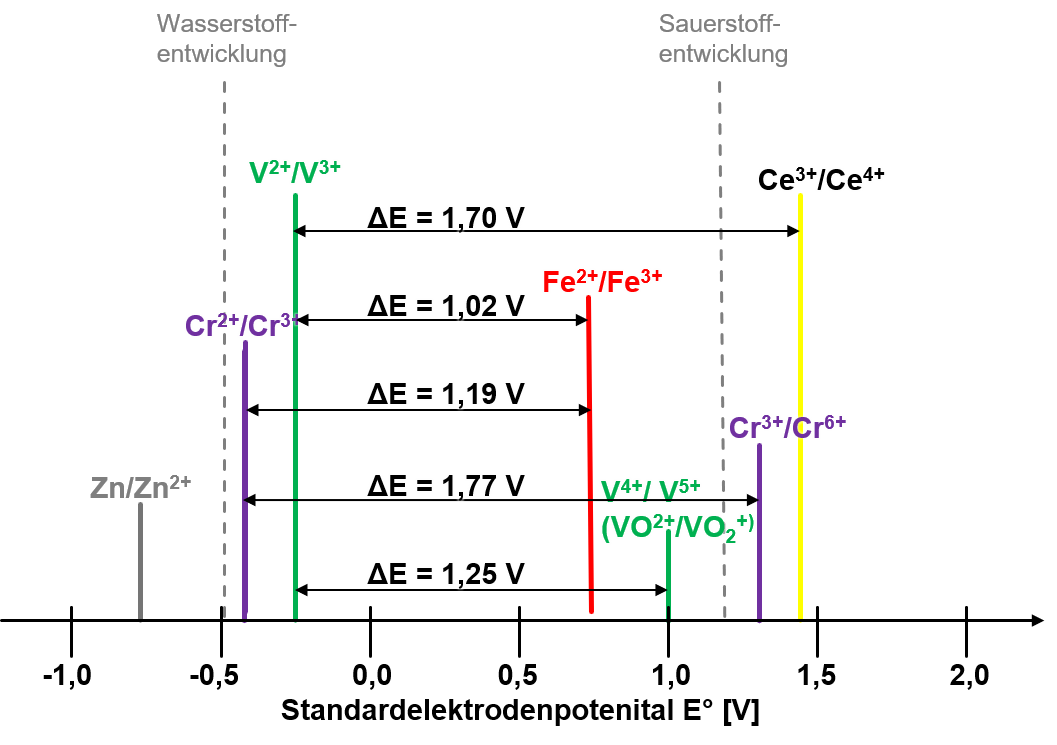 Wasserstoff-
entwicklung
Sauerstoff-
entwicklung
V²⁺/V³⁺
Ce³⁺/Ce⁴⁺
ΔE = 1,70 V
Fe²⁺/Fe³⁺
ΔE = 1,02 V
Cr²⁺/Cr³⁺
ΔE = 1,19 V
Cr³⁺/Cr⁶⁺
Zn/Zn²⁺
ΔE = 1,77 V
V⁴⁺/ V⁵⁺
(VO²⁺/VO₂⁺)
ΔE = 1,25 V
-1,0
-0,5
0,0
0,5
1,0
1,5
2,0
Standardelektrodenpotenital E° [V]